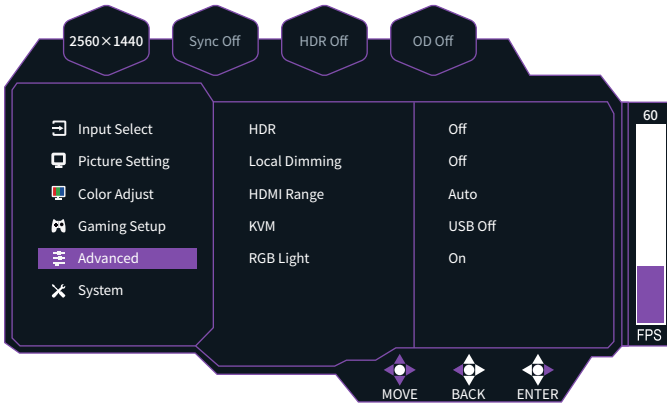 2560×1440 Sync Off HDR Off OD Off
60
Input Select HDR Off
Picture Setting Local Dimming Off
Color Adjust HDMI Range Auto
Gaming Setup KVM USB Off
Advanced RGB Light On
System
FPS
MOVE BACK ENTER